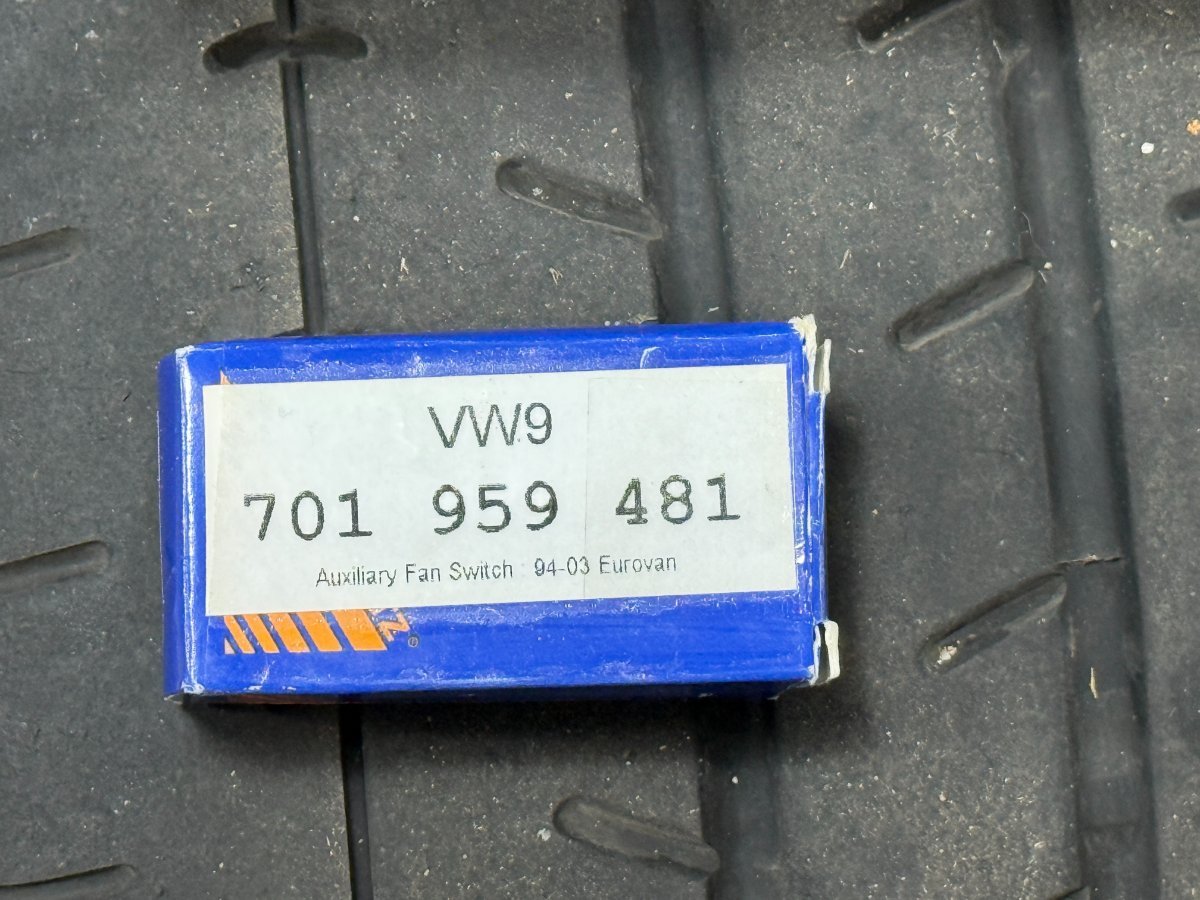 VW9
701 959 481
Auxiliary Fan Switch 94-03 Eurovan
Z®